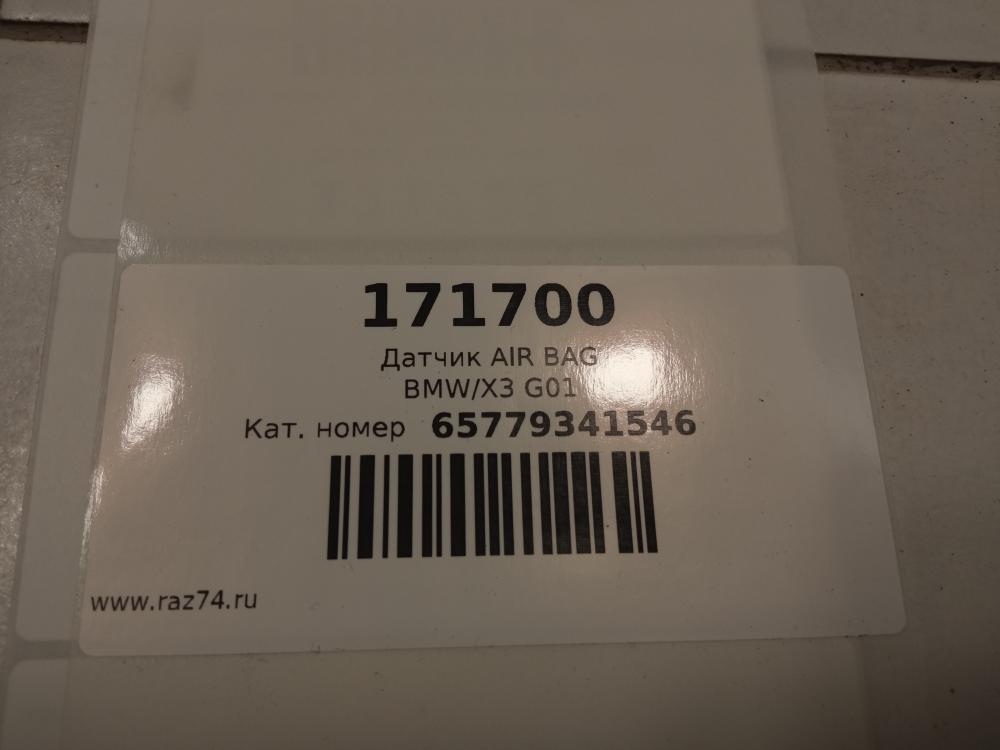 171700
Датчик AIR BAG
BMW/X3 G01
Кат. номер 65779341546
www.raz74.ru